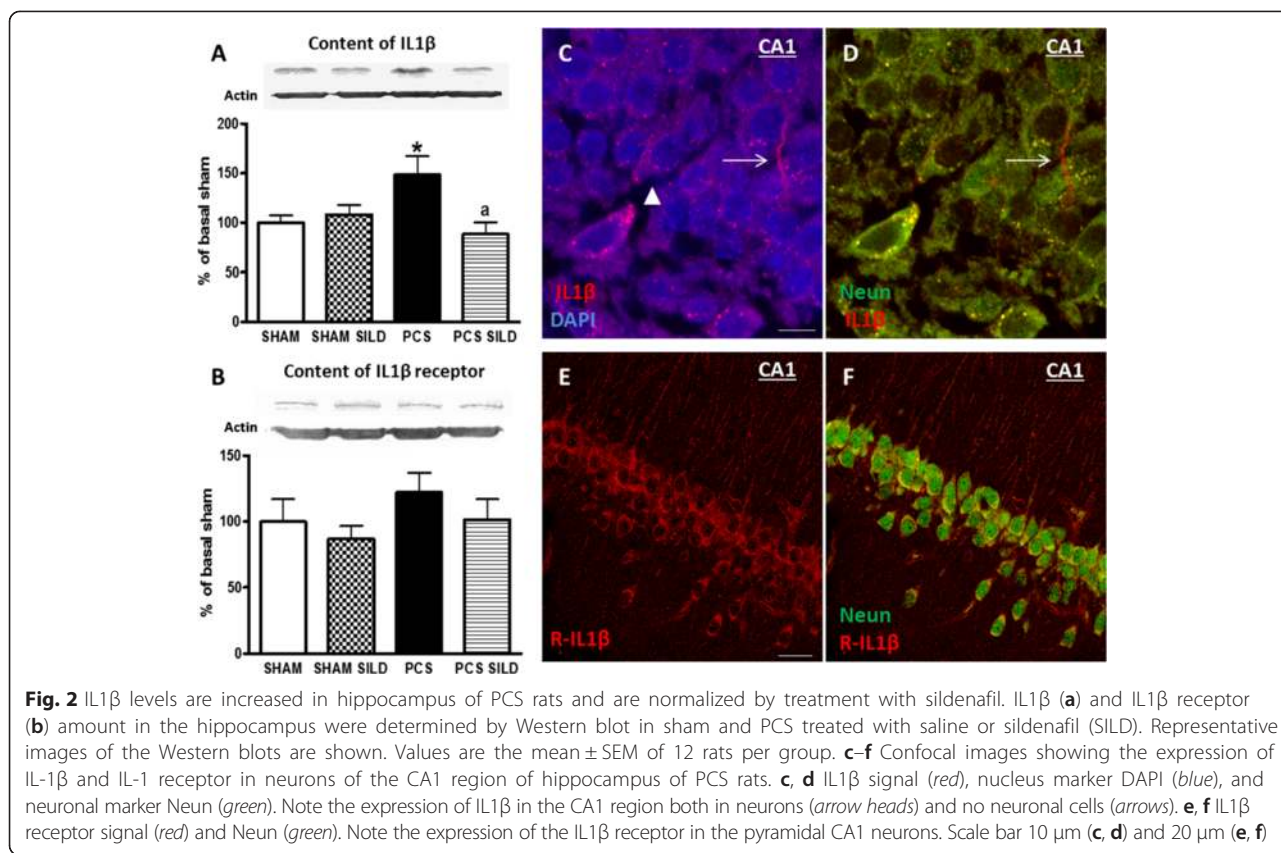 A
Content of IL1β
Actin
200
150
100
50
0
% of basal sham
*
a
SHAM SHAM SILD PCS PCS SILD
B
Content of IL1β receptor
Actin
150
100
50
0
% of basal sham
SHAM SHAM SILD PCS PCS SILD
C CA1
IL1β
DAPI
D CA1
Neun
IL1β
E CA1
R-IL1β
F CA1
Neun
R-IL1β
Fig. 2 IL1β levels are increased in hippocampus of PCS rats and are normalized by treatment with sildenafil. IL1β (a) and IL1β receptor
(b) amount in the hippocampus were determined by Western blot in sham and PCS treated with saline or sildenafil (SILD). Representative
images of the Western blots are shown. Values are the mean ± SEM of 12 rats per group. c–f Confocal images showing the expression of
IL-1β and IL-1 receptor in neurons of the CA1 region of hippocampus of PCS rats. c, d IL1β signal (red), nucleus marker DAPI (blue), and
neuronal marker Neun (green). Note the expression of IL1β in the CA1 region both in neurons (arrow heads) and no neuronal cells (arrows). e, f IL1β
receptor signal (red) and Neun (green). Note the expression of the IL1β receptor in the pyramidal CA1 neurons. Scale bar 10 μm (c, d) and 20 μm (e, f)